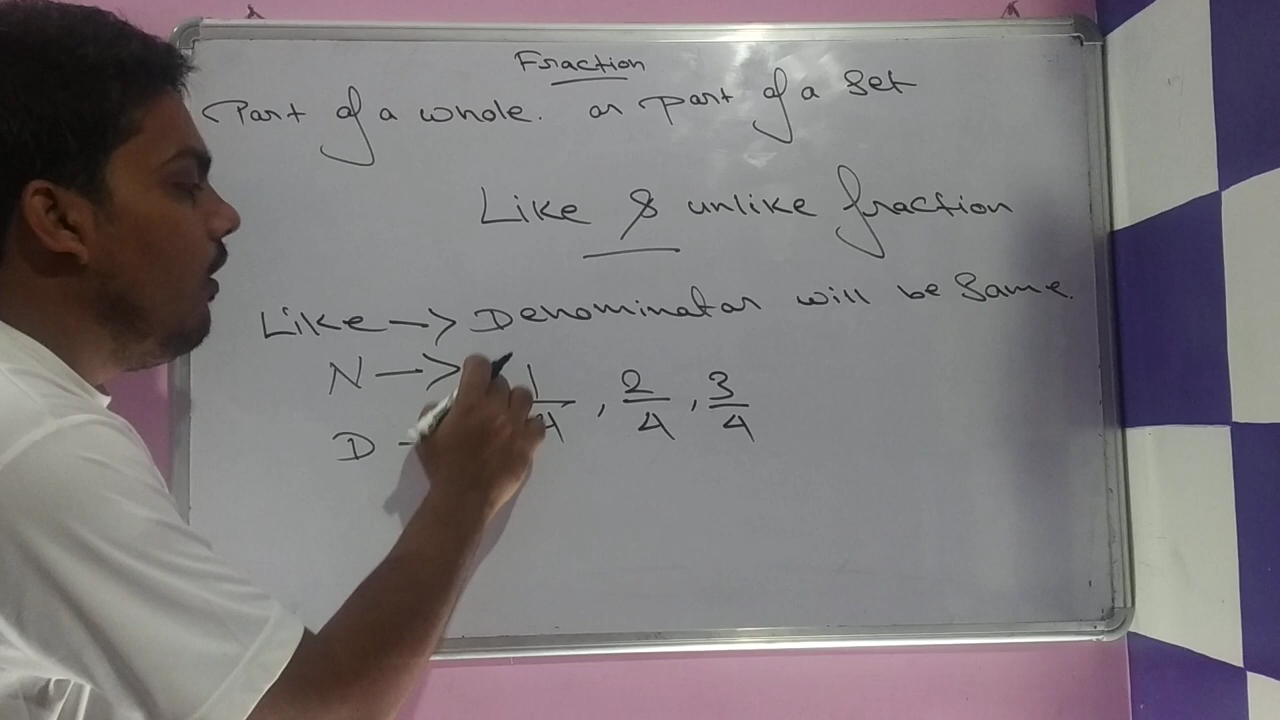 Fraction
Part of a whole. or part of a set
Like & unlike fraction
Like -> Denominator will be Same.
N -> 1/4, 2/4, 3/4
D -